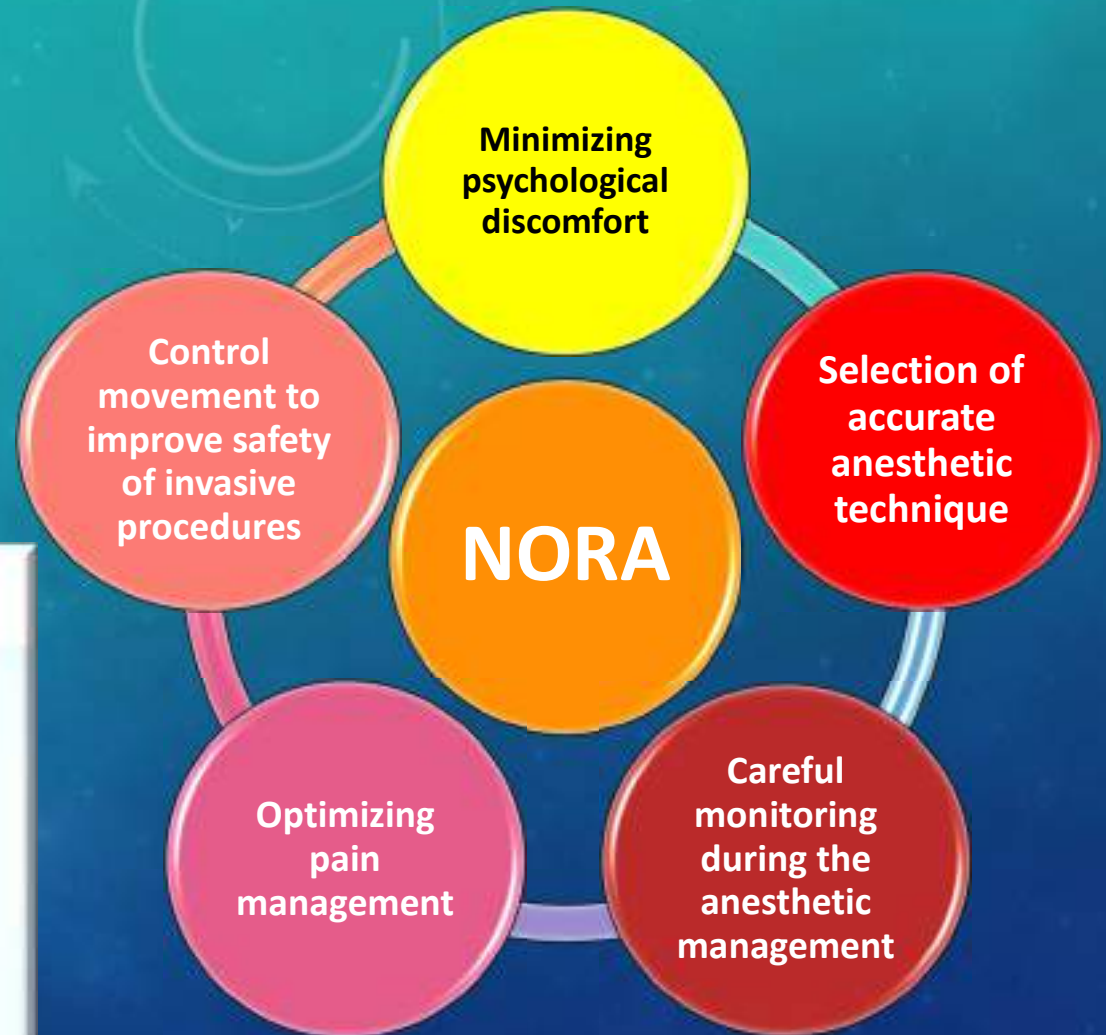 Minimizing
psychological
discomfort
Selection of
accurate
anesthetic
technique
Careful
monitoring
during the
anesthetic
management
Optimizing
pain
management
Control
movement to
improve safety
of invasive
procedures
NORA